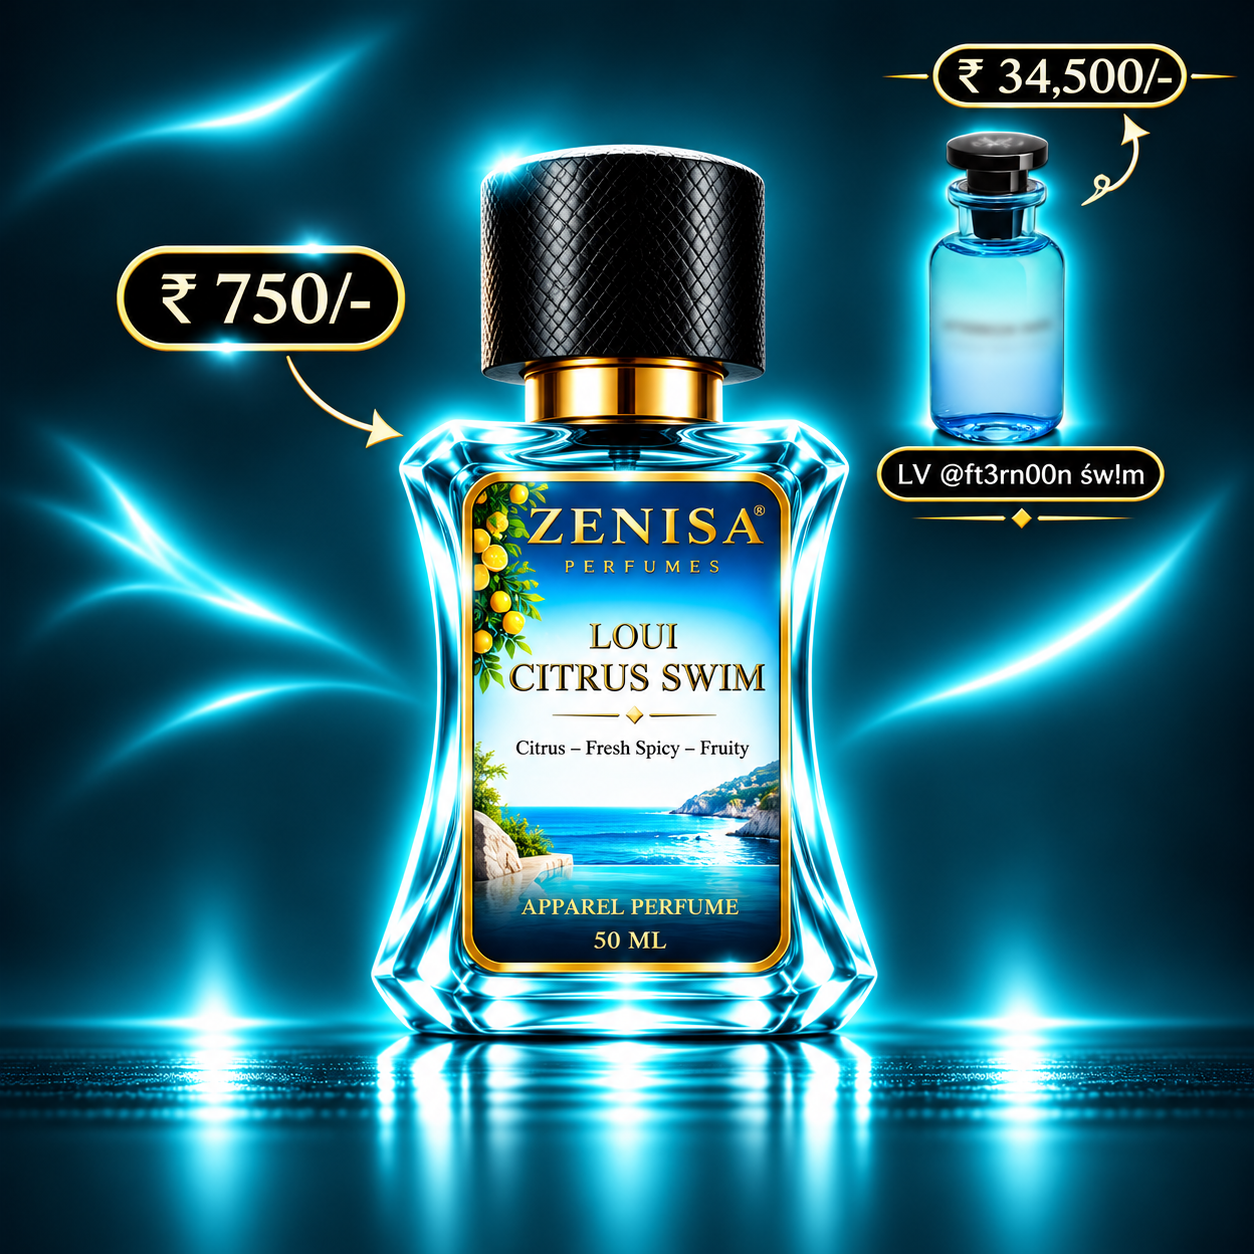 ₹ 34,500/-
₹ 750/-
LV @ft3rn00n św!m
ZENISA®
PERFUMES
LOUI
CITRUS SWIM
Citrus – Fresh Spicy – Fruity
APPAREL PERFUME
50 ML